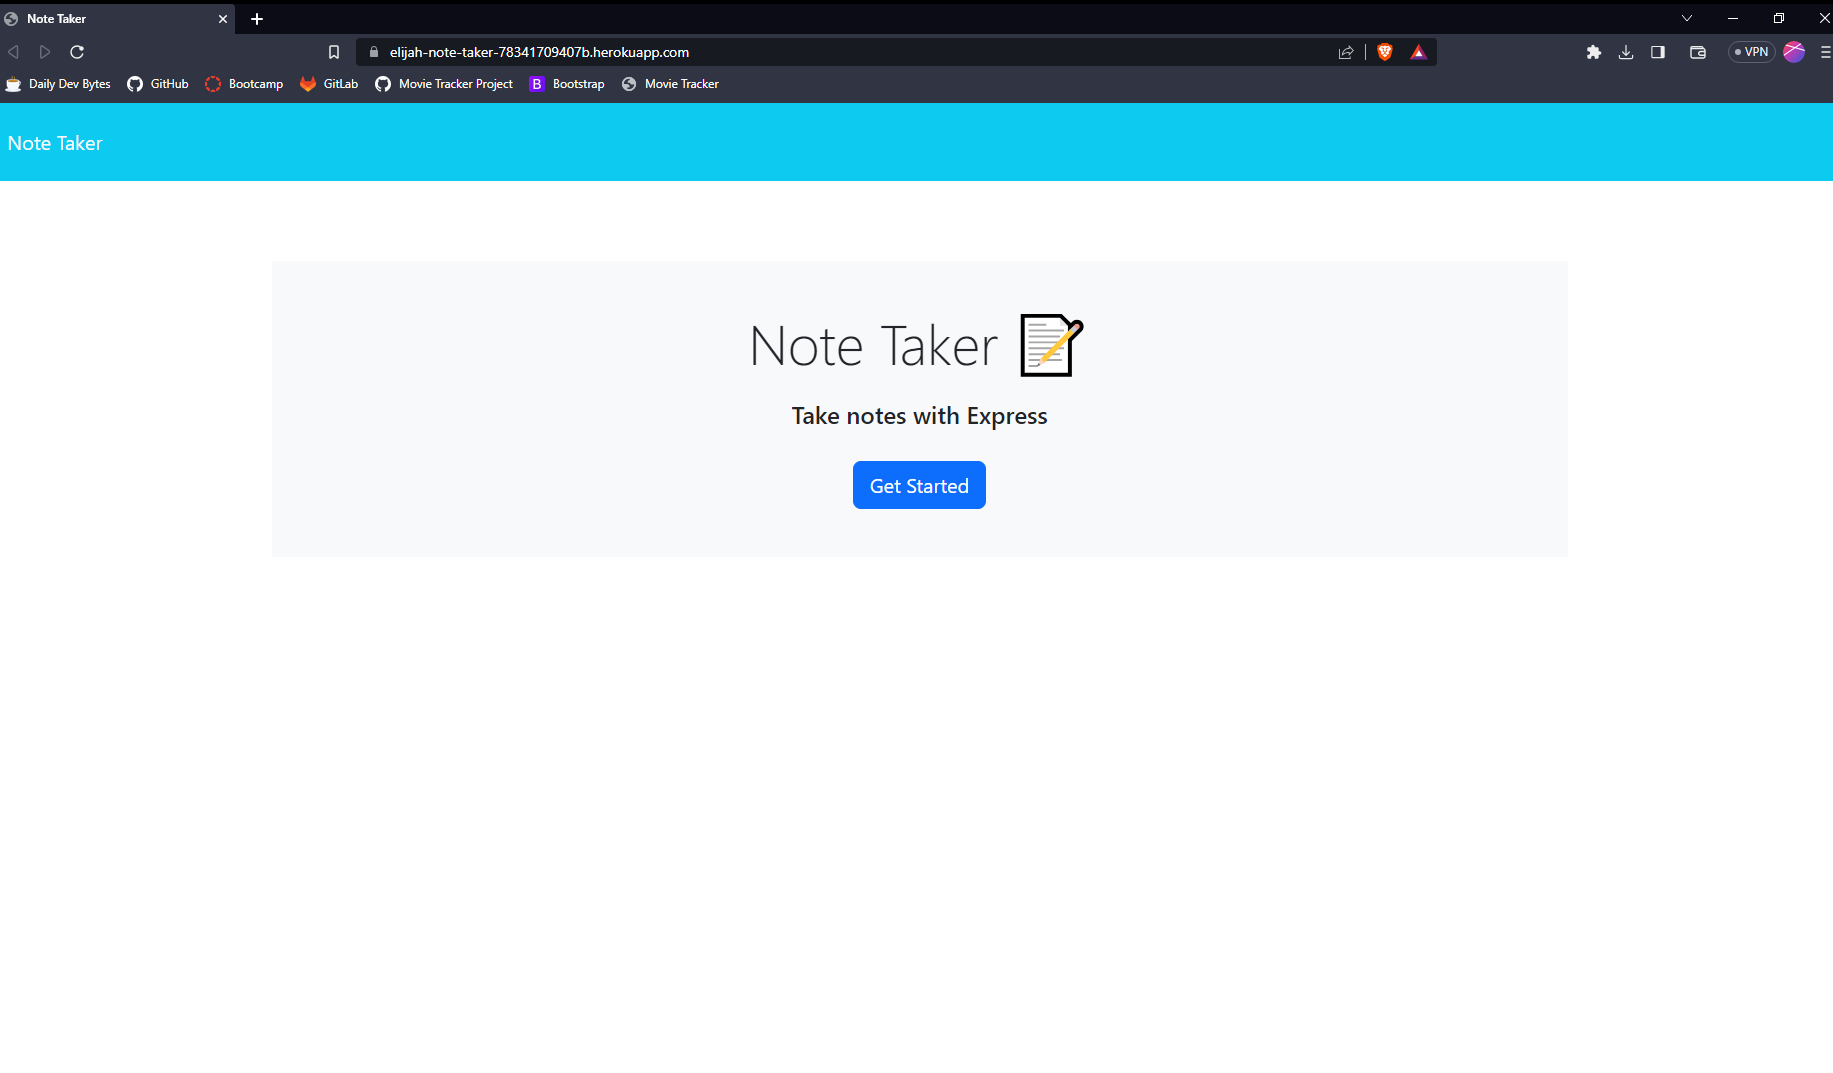 Note Taker
elijah-note-taker-78341709407b.herokuapp.com
VPN
Daily Dev Bytes GitHub Bootcamp GitLab Movie Tracker Project B Bootstrap Movie Tracker
Note Taker
Note Taker
Take notes with Express
Get Started